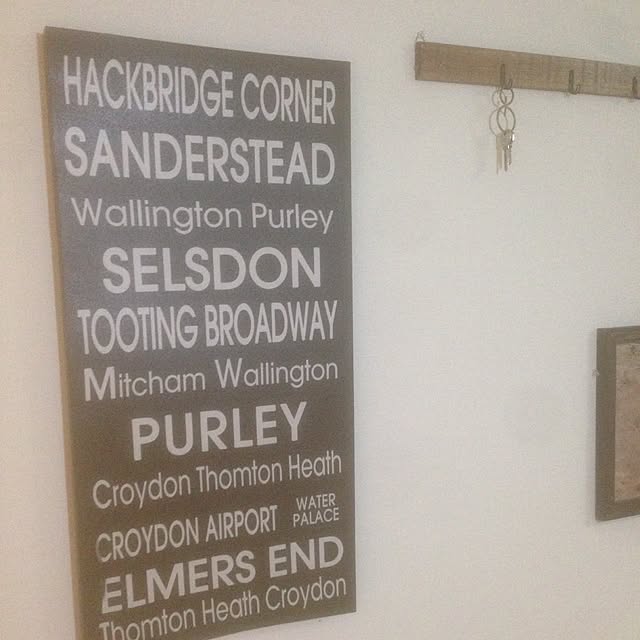 HACKBRIDGE CORNER
SANDERSTEAD
Wallington Purley
SELSDON
TOOTING BROADWAY
Mitcham Wallington
PURLEY
Croydon Thomton Heath
CROYDON AIRPORT WATER PALACE
ELMERS END
Thomton Heath Croydon